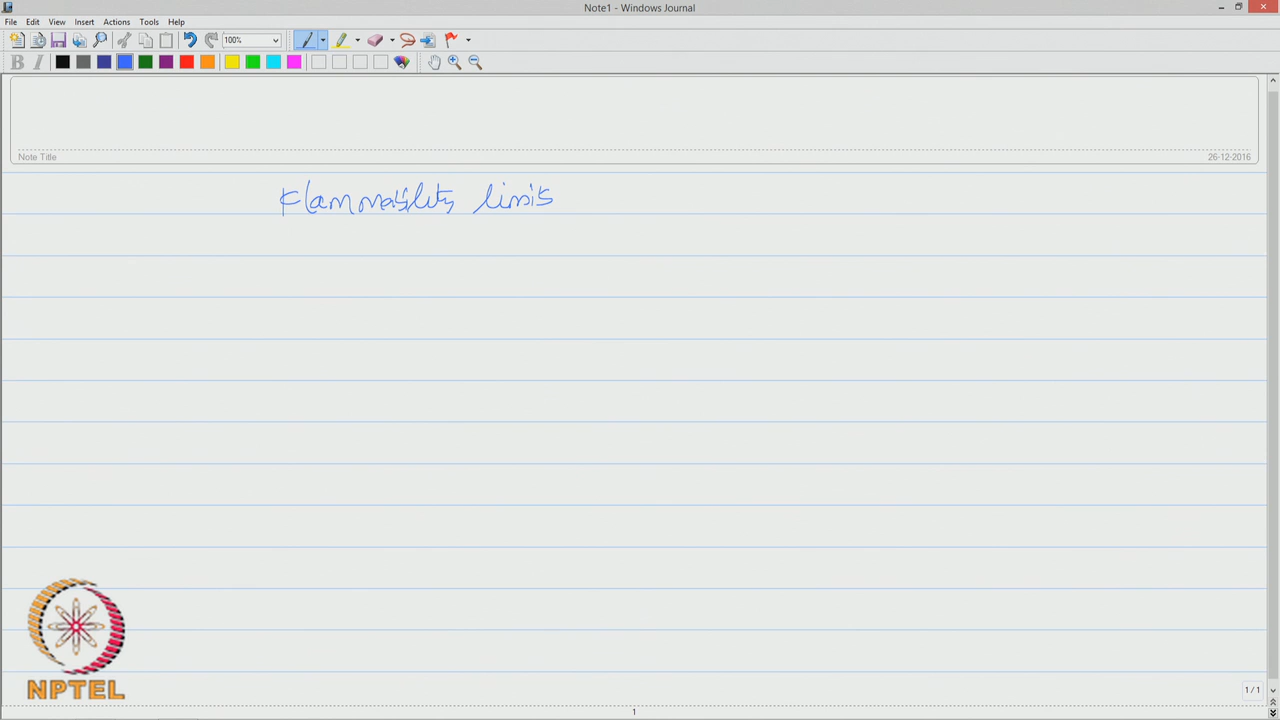 Note1 - Windows Journal
File Edit View Insert Actions Tools Help
100%
B I
Note Title
26-12-2016
Flammability limits
NPTEL
1 / 1
1